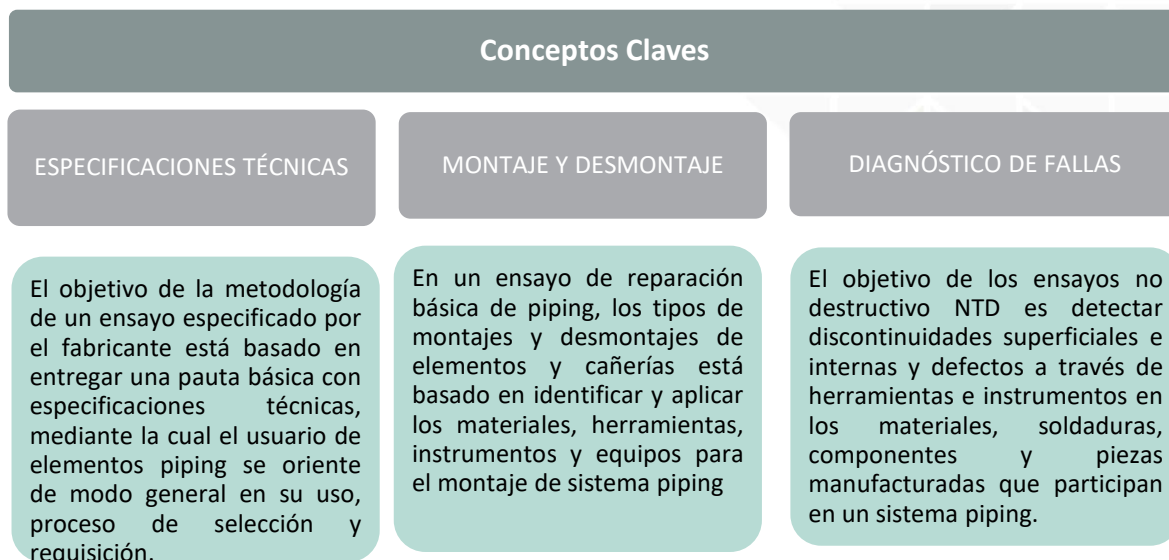 Conceptos Claves
ESPECIFICACIONES TÉCNICAS
MONTAJE Y DESMONTAJE
DIAGNÓSTICO DE FALLAS
El objetivo de la metodología
de un ensayo especificado por
el fabricante está basado en
entregar una pauta básica con
especificaciones técnicas,
mediante la cual el usuario de
elementos piping se oriente
de modo general en su uso,
proceso de selección y
requisición.
En un ensayo de reparación
básica de piping, los tipos de
montajes y desmontajes de
elementos y cañerías está
basado en identificar y aplicar
los materiales, herramientas,
instrumentos y equipos para
el montaje de sistema piping
El objetivo de los ensayos no
destructivo NTD es detectar
discontinuidades superficiales e
internas y defectos a través de
herramientas e instrumentos en
los materiales, soldaduras,
componentes y piezas
manufacturadas que participan
en un sistema piping.